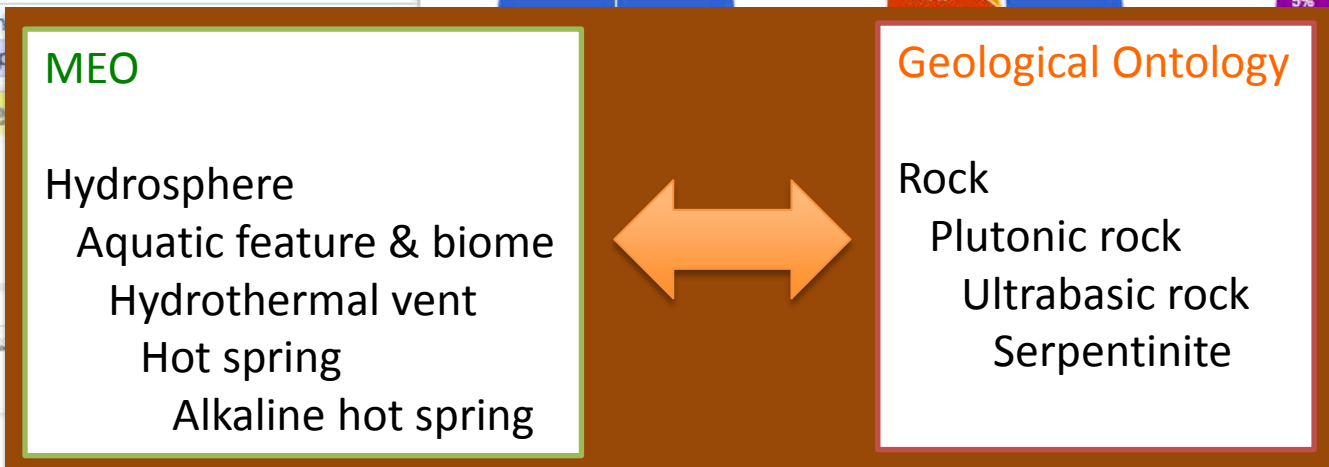 5%
MEO
Hydrosphere
Aquatic feature & biome
Hydrothermal vent
Hot spring
Alkaline hot spring
Geological Ontology
Rock
Plutonic rock
Ultrabasic rock
Serpentinite